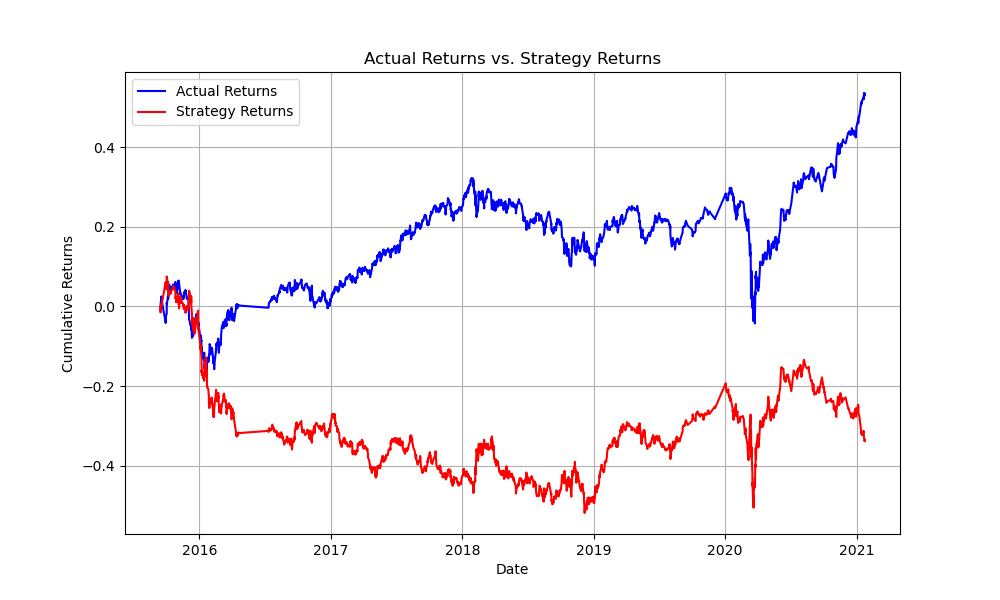 Actual Returns vs. Strategy Returns
Actual Returns
Strategy Returns
Cumulative Returns
0.4
0.2
0.0
−0.2
−0.4
2016 2017 2018 2019 2020 2021
Date